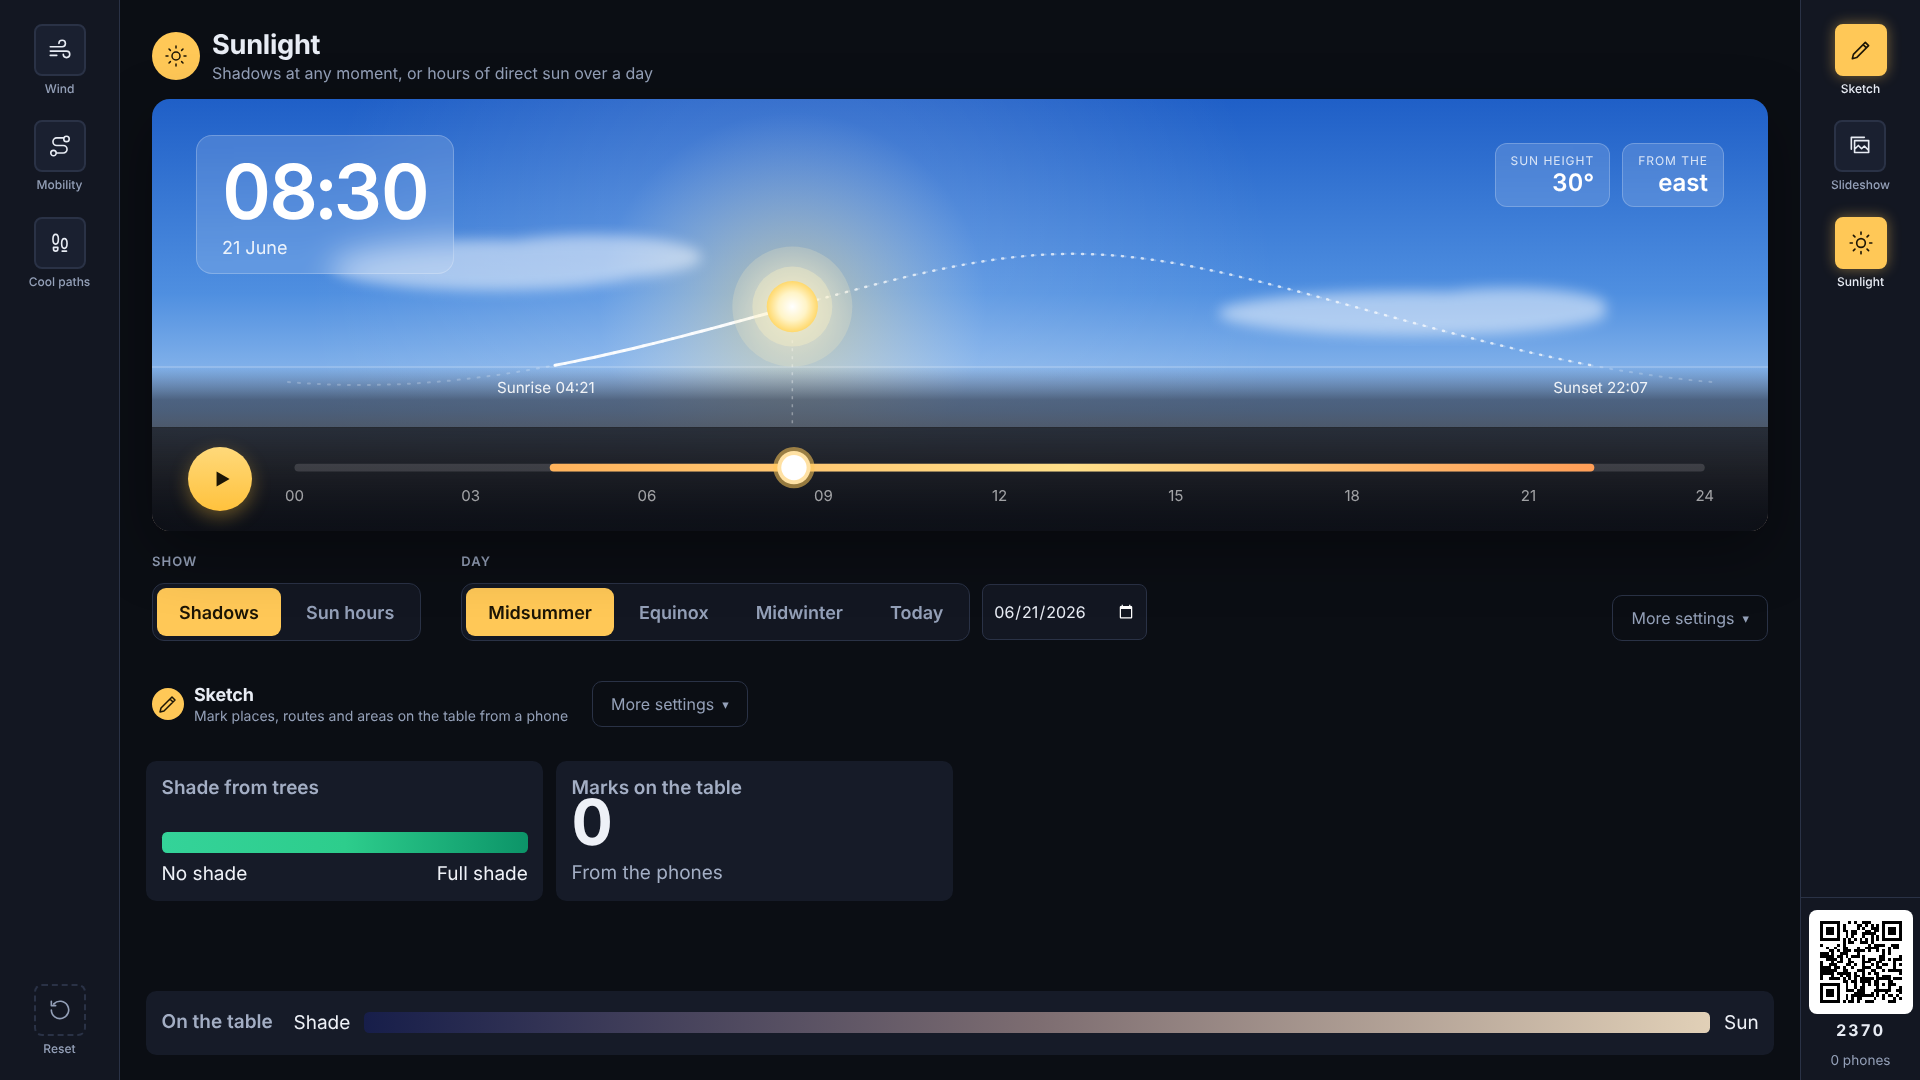 Wind
Mobility
Cool paths
Reset
Sunlight
Shadows at any moment, or hours of direct sun over a day
08:30
21 June
SUN HEIGHT
30°
FROM THE
east
Sunrise 04:21
Sunset 22:07
00 03 06 09 12 15 18 21 24
SHOW
Shadows Sun hours
DAY
Midsummer Equinox Midwinter Today
06/21/2026
More settings ▾
Sketch
Mark places, routes and areas on the table from a phone
More settings ▾
Shade from trees
No shade Full shade
Marks on the table
0
From the phones
On the table Shade Sun
Sketch
Slideshow
Sunlight
2370
0 phones